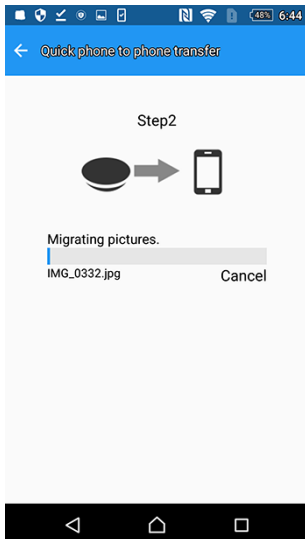 48% 6:44
Quick phone to phone transfer
Step2
Migrating pictures.
IMG_0332.jpg
Cancel